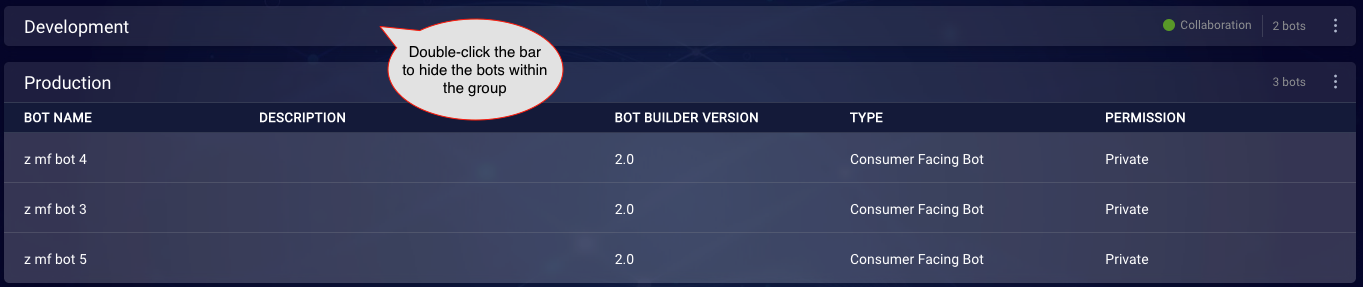 Development
Collaboration
2 bots
Double-click the bar
to hide the bots within
the group
Production
3 bots
BOT NAME DESCRIPTION BOT BUILDER VERSION TYPE PERMISSION
z mf bot 4 2.0 Consumer Facing Bot Private
z mf bot 3 2.0 Consumer Facing Bot Private
z mf bot 5 2.0 Consumer Facing Bot Private